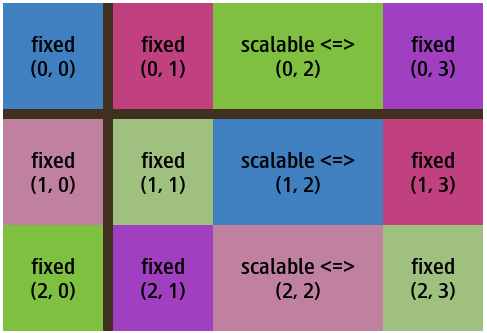 fixed
(0, 0)
fixed
(0, 1)
scalable <=>
(0, 2)
fixed
(0, 3)
fixed
(1, 0)
fixed
(1, 1)
scalable <=>
(1, 2)
fixed
(1, 3)
fixed
(2, 0)
fixed
(2, 1)
scalable <=>
(2, 2)
fixed
(2, 3)